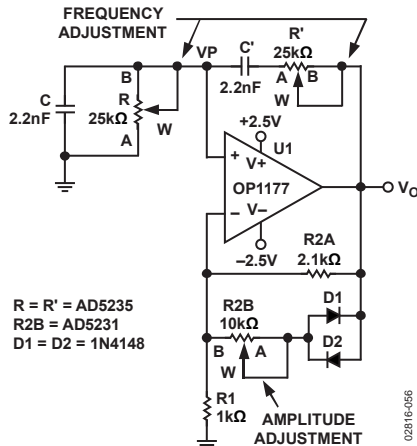 FREQUENCY
ADJUSTMENT
VP
C'
R'
25kΩ
B
A
B
2.2nF
W
C
2.2nF
R
25kΩ
W
A
+2.5V
U1
+
V+
OP1177
–
V–
–2.5V
VO
R2A
2.1kΩ
R = R' = AD5235
R2B = AD5231
D1 = D2 = 1N4148
R2B
10kΩ
B
A
W
D1
D2
R1
1kΩ
AMPLITUDE
ADJUSTMENT
02816-056